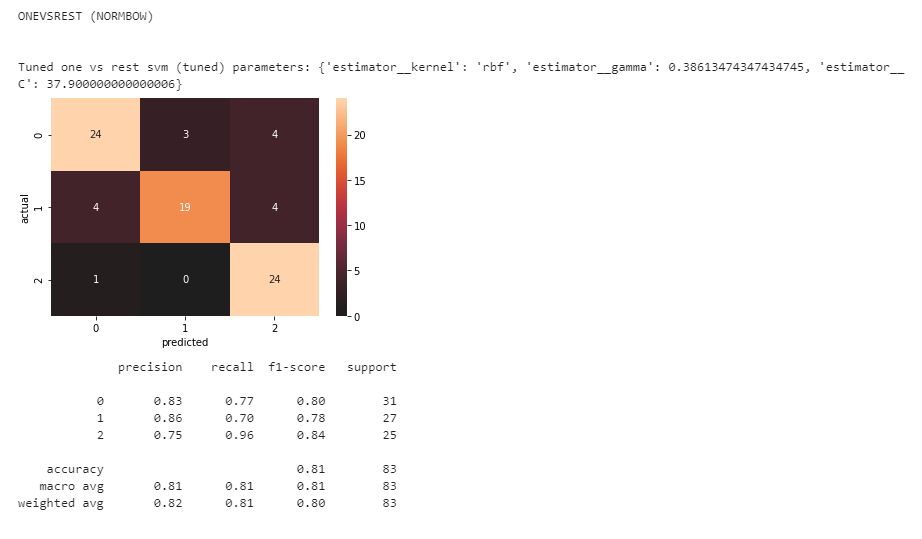 ONEVSREST (NORMBOW)
Tuned one vs rest svm (tuned) parameters: {'estimator__kernel': 'rbf', 'estimator__gamma': 0.38613474347434745, 'estimator__
C': 37.900000000000006}
0 24 3 4
actual 1 4 19 4
2 1 0 24
0 1 2
predicted
20
15
10
5
0
precision recall f1-score support
0 0.83 0.77 0.80 31
1 0.86 0.70 0.78 27
2 0.75 0.96 0.84 25
accuracy 0.81 83
macro avg 0.81 0.81 0.81 83
weighted avg 0.82 0.81 0.80 83